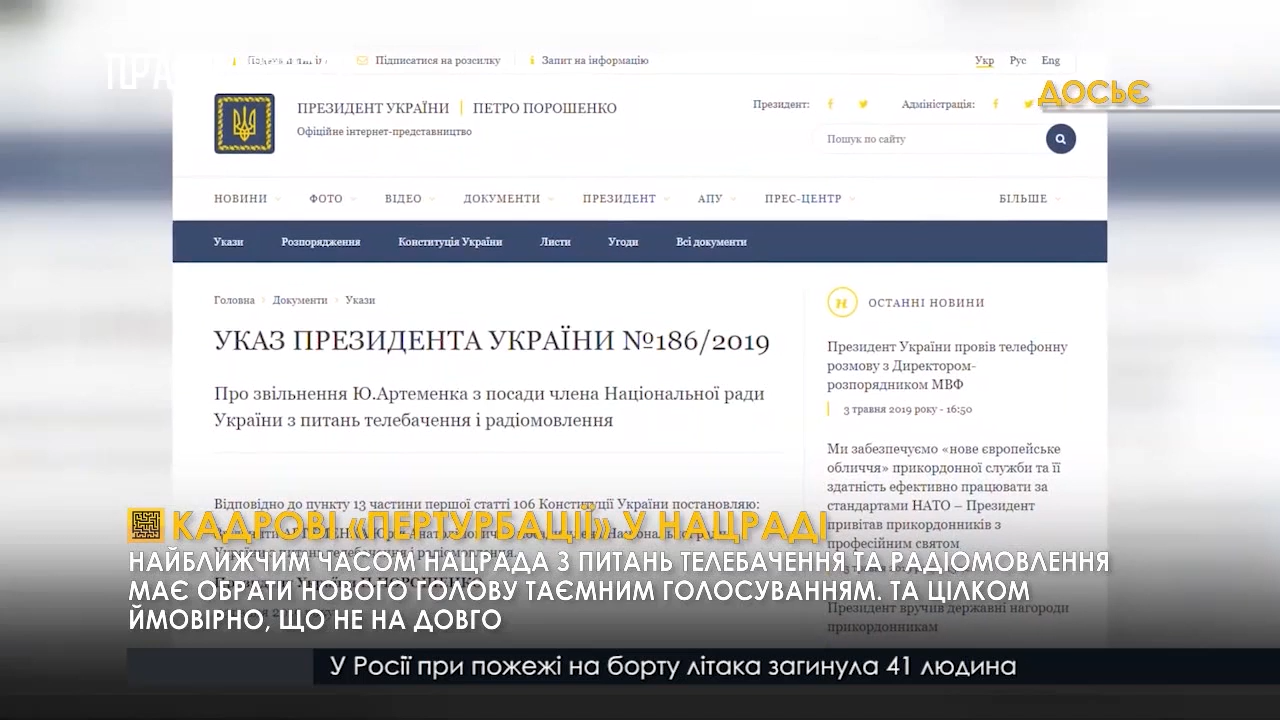 Підписатися на розсилку
Запит на інформацію
Укр Рус Eng
ДОСЬЄ
ПРЕЗИДЕНТ УКРАЇНИ | ПЕТРО ПОРОШЕНКО
Офіційне інтернет-представництво
Президент:
Адміністрація:
Пошук по сайту
НОВИНИ ФОТО ВІДЕО ДОКУМЕНТИ ПРЕЗИДЕНТ АПУ ПРЕС-ЦЕНТР БІЛЬШЕ
Укази Розпорядження Конституція України Листи Угоди Всі документи
Головна Документи Укази
УКАЗ ПРЕЗИДЕНТА УКРАЇНИ №186/2019
Про звільнення Ю.Артеменка з посади члена Національної ради
України з питань телебачення і радіомовлення
Відповідно до пункту 13 частини першої статті 106 Конституції України постановляю:
ОСТАННІ НОВИНИ
Президент України провів телефонну
розмову з Директором-
розпорядником МВФ
3 травня 2019 року - 16:50
Ми забезпечуємо «нове європейське
обличчя» прикордонної служби та її
здатність ефективно працювати за
стандартами НАТО – Президент
привітав прикордонників з
професійним святом
Президент вручив державні нагороди
прикордонникам
КАДРОВІ «ПЕРТУРБАЦІЇ» У НАЦРАДІ
НАЙБЛИЖЧИМ ЧАСОМ НАЦРАДА З ПИТАНЬ ТЕЛЕБАЧЕННЯ ТА РАДІОМОВЛЕННЯ
МАЄ ОБРАТИ НОВОГО ГОЛОВУ ТАЄМНИМ ГОЛОСУВАННЯМ. ТА ЦІЛКОМ
ЙМОВІРНО, ЩО НЕ НА ДОВГО
У Росії при пожежі на борту літака загинула 41 людина